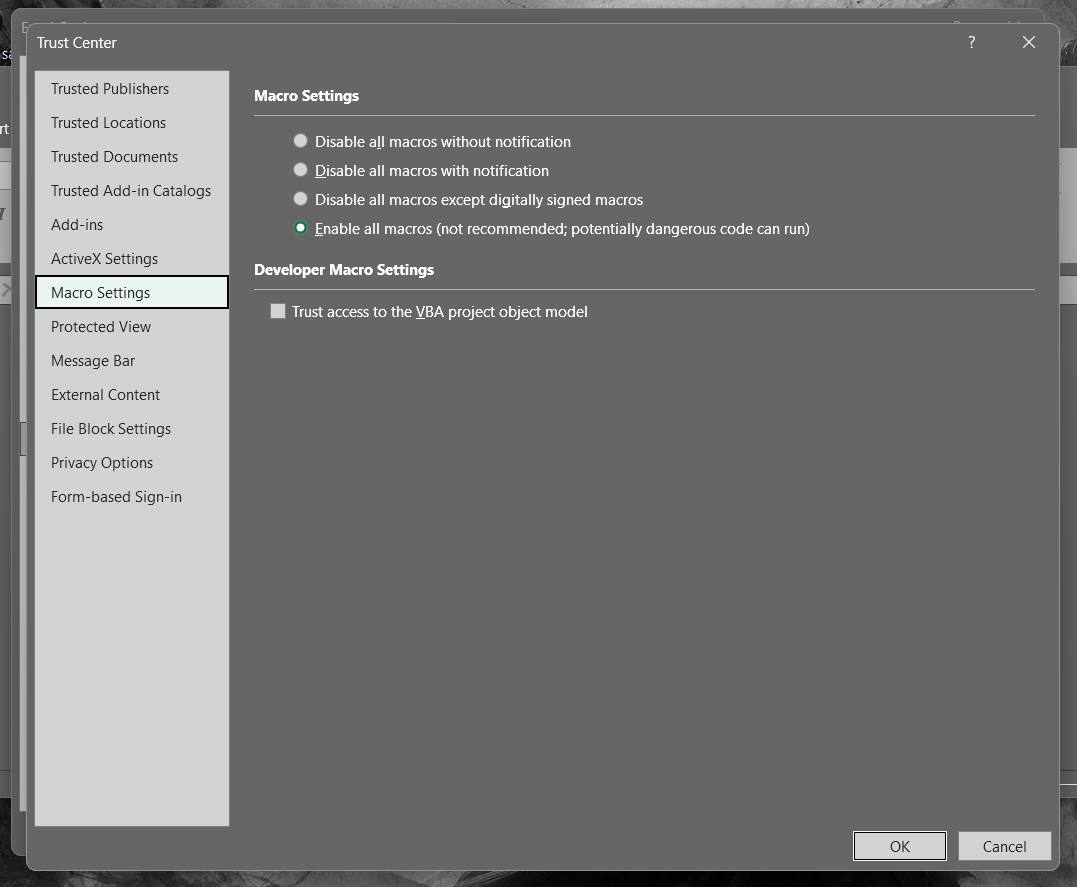 Trust Center
?
Trusted Publishers
Trusted Locations
Trusted Documents
Trusted Add-in Catalogs
Add-ins
ActiveX Settings
Macro Settings
Protected View
Message Bar
External Content
File Block Settings
Privacy Options
Form-based Sign-in
Macro Settings
Disable all macros without notification
Disable all macros with notification
Disable all macros except digitally signed macros
Enable all macros (not recommended; potentially dangerous code can run)
Developer Macro Settings
Trust access to the VBA project object model
OK
Cancel